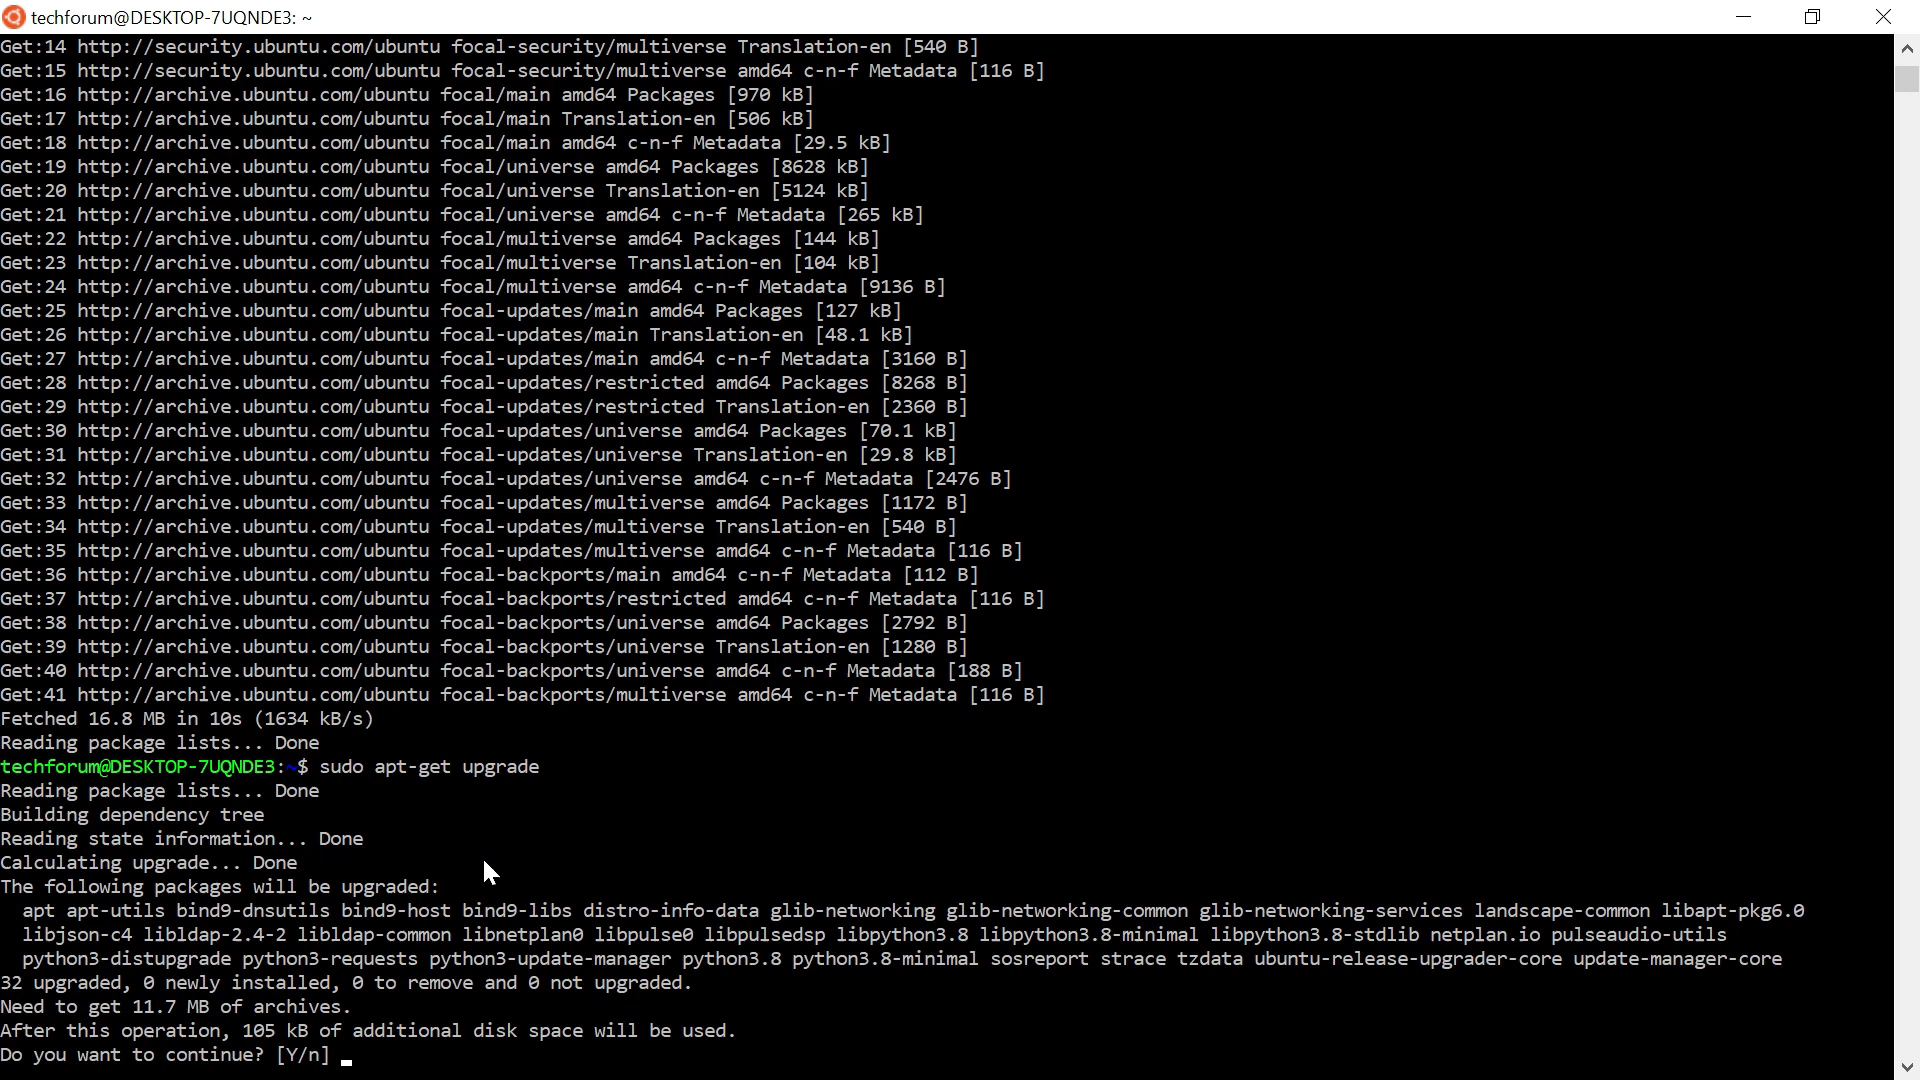 techforum@DESKTOP-7UQNDE3: ~
Get:14 http://security.ubuntu.com/ubuntu focal-security/multiverse Translation-en [540 B]
Get:15 http://security.ubuntu.com/ubuntu focal-security/multiverse amd64 c-n-f Metadata [116 B]
Get:16 http://archive.ubuntu.com/ubuntu focal/main amd64 Packages [970 kB]
Get:17 http://archive.ubuntu.com/ubuntu focal/main Translation-en [506 kB]
Get:18 http://archive.ubuntu.com/ubuntu focal/main amd64 c-n-f Metadata [29.5 kB]
Get:19 http://archive.ubuntu.com/ubuntu focal/universe amd64 Packages [8628 kB]
Get:20 http://archive.ubuntu.com/ubuntu focal/universe Translation-en [5124 kB]
Get:21 http://archive.ubuntu.com/ubuntu focal/universe amd64 c-n-f Metadata [265 kB]
Get:22 http://archive.ubuntu.com/ubuntu focal/multiverse amd64 Packages [144 kB]
Get:23 http://archive.ubuntu.com/ubuntu focal/multiverse Translation-en [104 kB]
Get:24 http://archive.ubuntu.com/ubuntu focal/multiverse amd64 c-n-f Metadata [9136 B]
Get:25 http://archive.ubuntu.com/ubuntu focal-updates/main amd64 Packages [127 kB]
Get:26 http://archive.ubuntu.com/ubuntu focal-updates/main Translation-en [48.1 kB]
Get:27 http://archive.ubuntu.com/ubuntu focal-updates/main amd64 c-n-f Metadata [3160 B]
Get:28 http://archive.ubuntu.com/ubuntu focal-updates/restricted amd64 Packages [8268 B]
Get:29 http://archive.ubuntu.com/ubuntu focal-updates/restricted Translation-en [2360 B]
Get:30 http://archive.ubuntu.com/ubuntu focal-updates/universe amd64 Packages [70.1 kB]
Get:31 http://archive.ubuntu.com/ubuntu focal-updates/universe Translation-en [29.8 kB]
Get:32 http://archive.ubuntu.com/ubuntu focal-updates/universe amd64 c-n-f Metadata [2476 B]
Get:33 http://archive.ubuntu.com/ubuntu focal-updates/multiverse amd64 Packages [1172 B]
Get:34 http://archive.ubuntu.com/ubuntu focal-updates/multiverse Translation-en [540 B]
Get:35 http://archive.ubuntu.com/ubuntu focal-updates/multiverse amd64 c-n-f Metadata [116 B]
Get:36 http://archive.ubuntu.com/ubuntu focal-backports/main amd64 c-n-f Metadata [112 B]
Get:37 http://archive.ubuntu.com/ubuntu focal-backports/restricted amd64 c-n-f Metadata [116 B]
Get:38 http://archive.ubuntu.com/ubuntu focal-backports/universe amd64 Packages [2792 B]
Get:39 http://archive.ubuntu.com/ubuntu focal-backports/universe Translation-en [1280 B]
Get:40 http://archive.ubuntu.com/ubuntu focal-backports/universe amd64 c-n-f Metadata [188 B]
Get:41 http://archive.ubuntu.com/ubuntu focal-backports/multiverse amd64 c-n-f Metadata [116 B]
Fetched 16.8 MB in 10s (1634 kB/s)
Reading package lists... Done
techforum@DESKTOP-7UQNDE3:~$ sudo apt-get upgrade
Reading package lists... Done
Building dependency tree
Reading state information... Done
Calculating upgrade... Done
The following packages will be upgraded:
apt apt-utils bind9-dnsutils bind9-host bind9-libs distro-info-data glib-networking glib-networking-common glib-networking-services landscape-common libapt-pkg6.0
libjson-c4 libldap-2.4-2 libldap-common libnetplan0 libpulse0 libpulsedsp libpython3.8 libpython3.8-minimal libpython3.8-stdlib netplan.io pulseaudio-utils
python3-distupgrade python3-requests python3-update-manager python3.8 python3.8-minimal sosreport strace tzdata ubuntu-release-upgrader-core update-manager-core
32 upgraded, 0 newly installed, 0 to remove and 0 not upgraded.
Need to get 11.7 MB of archives.
After this operation, 105 kB of additional disk space will be used.
Do you want to continue? [Y/n]